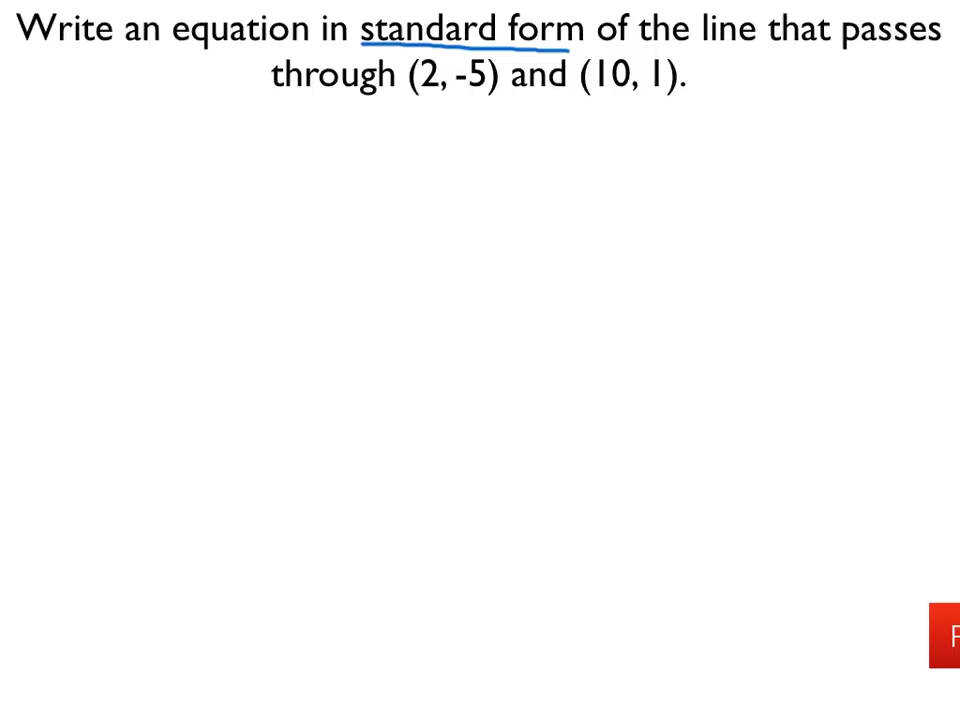 Write an equation in standard form of the line that passes
through (2, -5) and (10, 1).